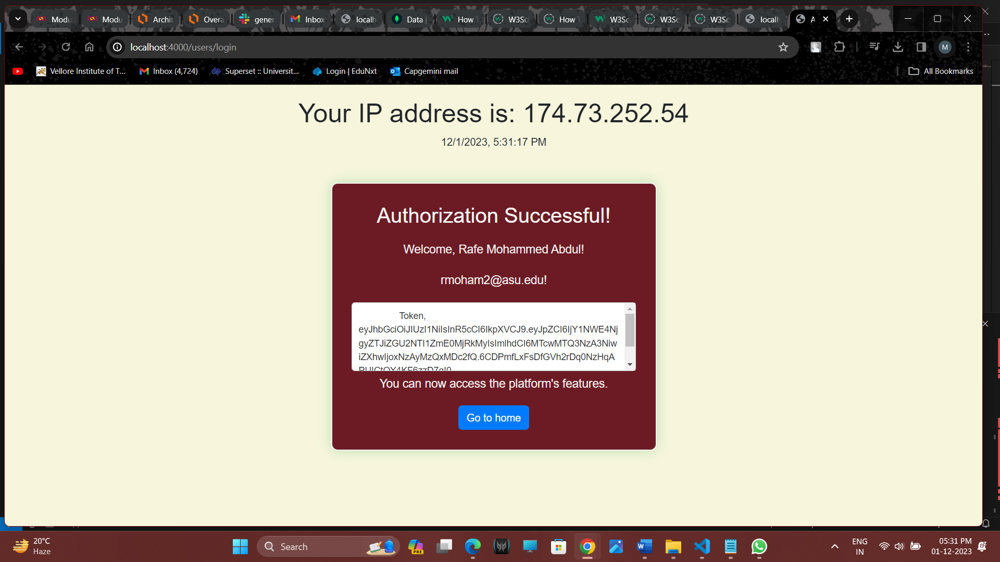 Modu
Modu
Archit
Overa
gener
Inbox
localh
Data |
How T
W3Sc
How T
W3Sc
W3Sc
W3Sc
localh
A
localhost:4000/users/login
M
Vellore Institute of T...
Inbox (4,724)
Superset :: Universit...
Login | EduNxt
Capgemini mail
All Bookmarks
Your IP address is: 174.73.252.54
12/1/2023, 5:31:17 PM
Authorization Successful!
Welcome, Rafe Mohammed Abdul!
rmoham2@asu.edu!
Token,
eyJhbGciOiJIUzI1NiIsInR5cCI6IkpXVCJ9.eyJpZCI6IjY1NWE4Nj
gyZTJiZGU2NTI1ZmE0MjRkMyIsImlhdCI6MTcwMTQ3NzA3Niw
iZXhwIjoxNzAyMzQxMDc2fQ.6CDPmfLxFsDfGVh2rDq0NzHqA
You can now access the platform's features.
Go to home
20°C
Haze
Search
PRE
W
ENG
IN
05:31 PM
01-12-2023